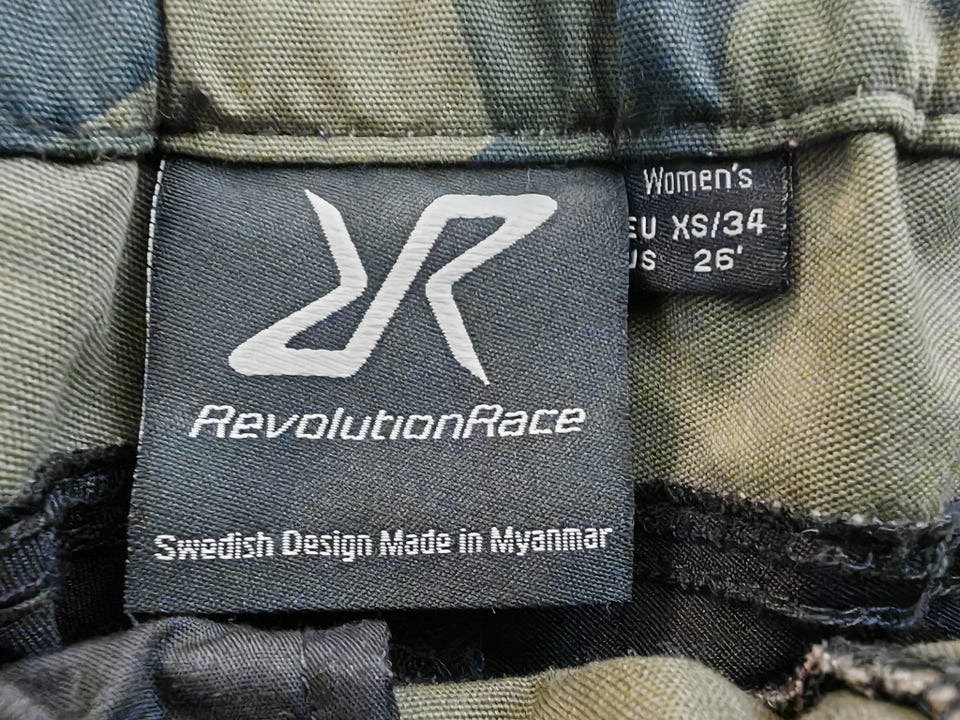 RevolutionRace
Swedish Design Made in Myanmar
Women's
EU XS/34
US 26'